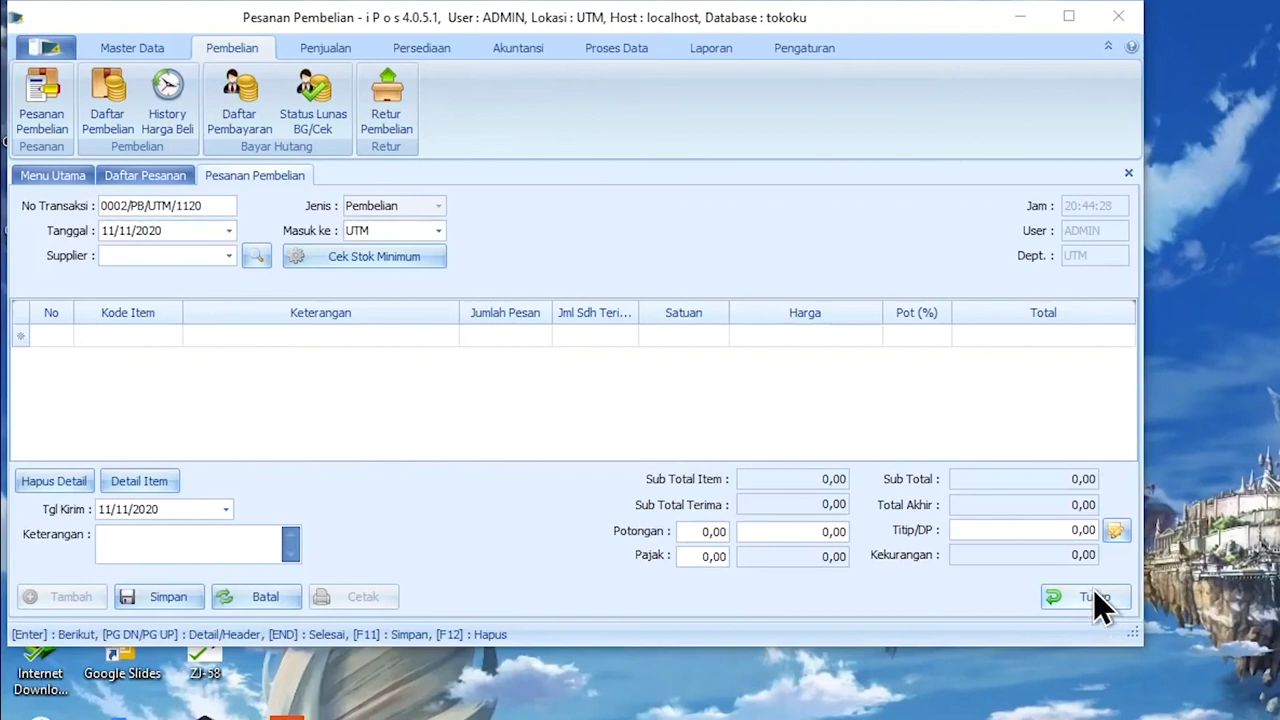 Pesanan Pembelian - i P o s 4.0.5.1, User : ADMIN, Lokasi : UTM, Host : localhost, Database : tokoku
Master Data Pembelian Penjualan Persediaan Akuntansi Proses Data Laporan Pengaturan
Pesanan Pembelian
Daftar Pembelian
History Harga Beli
Daftar Pembayaran
Status Lunas BG/Cek
Retur Pembelian
Pesanan Pembelian Bayar Hutang Retur
Menu Utama Daftar Pesanan Pesanan Pembelian
No Transaksi : 0002/PB/UTM/1120 Jenis : Pembelian Jam : 20:44:28
Tanggal : 11/11/2020 Masuk ke : UTM User : ADMIN
Supplier : Cek Stok Minimum Dept. : UTM
No Kode Item Keterangan Jumlah Pesan Jml Sdh Teri... Satuan Harga Pot (%) Total
Hapus Detail Detail Item Sub Total Item : 0,00 Sub Total : 0,00
Tgl Kirim : 11/11/2020 Sub Total Terima : 0,00 Total Akhir : 0,00
Keterangan : Potongan : 0,00 0,00 Titip/DP : 0,00
Pajak : 0,00 0,00 Kekurangan : 0,00
Tambah Simpan Batal Cetak
[Enter] : Berikut, [PG DN/PG UP] : Detail/Header, [END] : Selesai, [F11] : Simpan, [F12] : Hapus
Internet Downlo...
Google Slides
ZJ-58